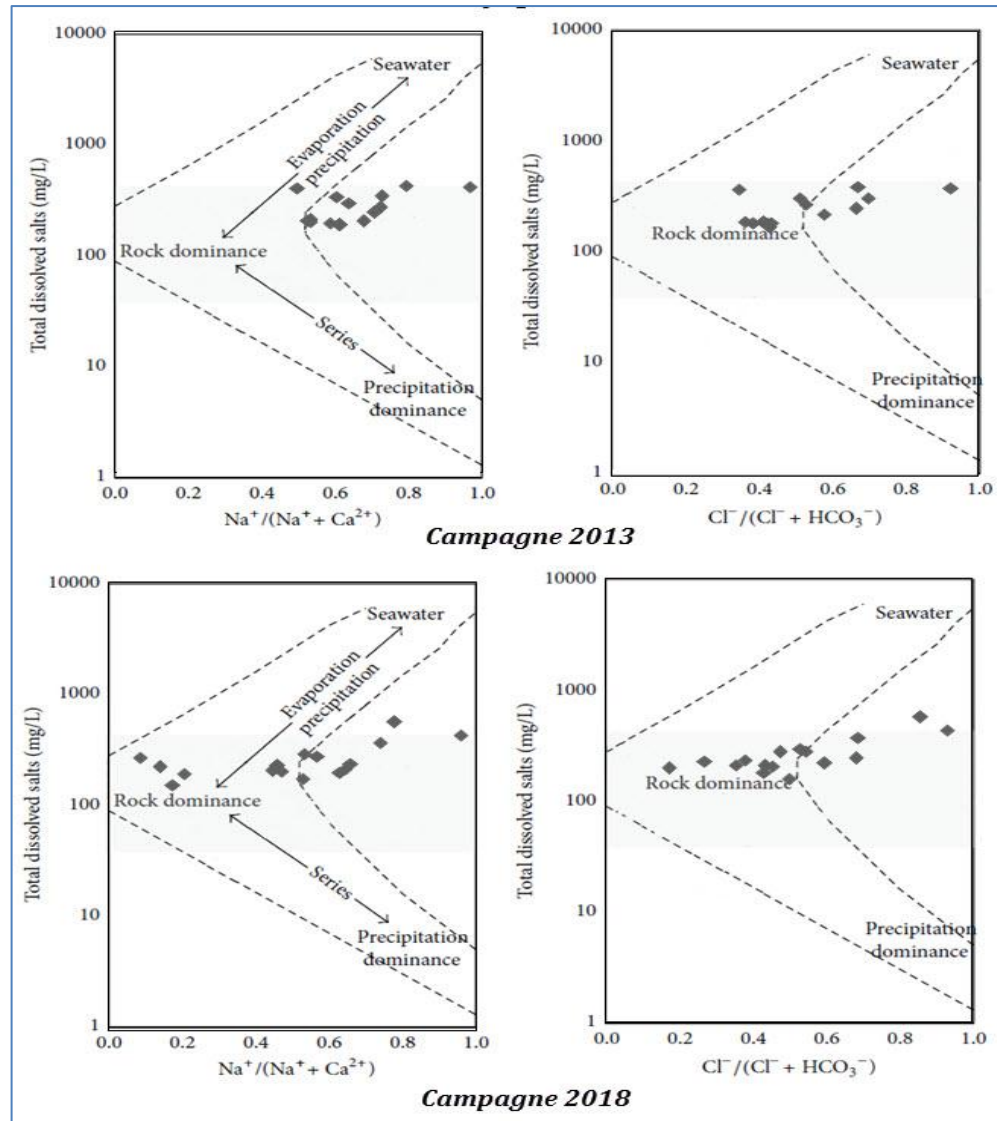 10000
1000
100
10
1
Total dissolved salts (mg/L)
Seawater
Evaporation
precipitation
Rock dominance
Series
Precipitation
dominance
0.0 0.2 0.4 0.6 0.8 1.0
Na⁺/(Na⁺ + Ca²⁺)
10000
1000
100
10
1
Total dissolved salts (mg/L)
Seawater
Rock dominance
Precipitation
dominance
0.0 0.2 0.4 0.6 0.8 1.0
Cl⁻/(Cl⁻ + HCO₃⁻)
Campagne 2013
10000
1000
100
10
1
Total dissolved salts (mg/L)
Seawater
Evaporation
precipitation
Rock dominance
Series
Precipitation
dominance
0.0 0.2 0.4 0.6 0.8 1.0
Na⁺/(Na⁺ + Ca²⁺)
10000
1000
100
10
1
Total dissolved salts (mg/L)
Seawater
Rock dominance
Precipitation
dominance
0.0 0.2 0.4 0.6 0.8 1.0
Cl⁻/(Cl⁻ + HCO₃⁻)
Campagne 2018